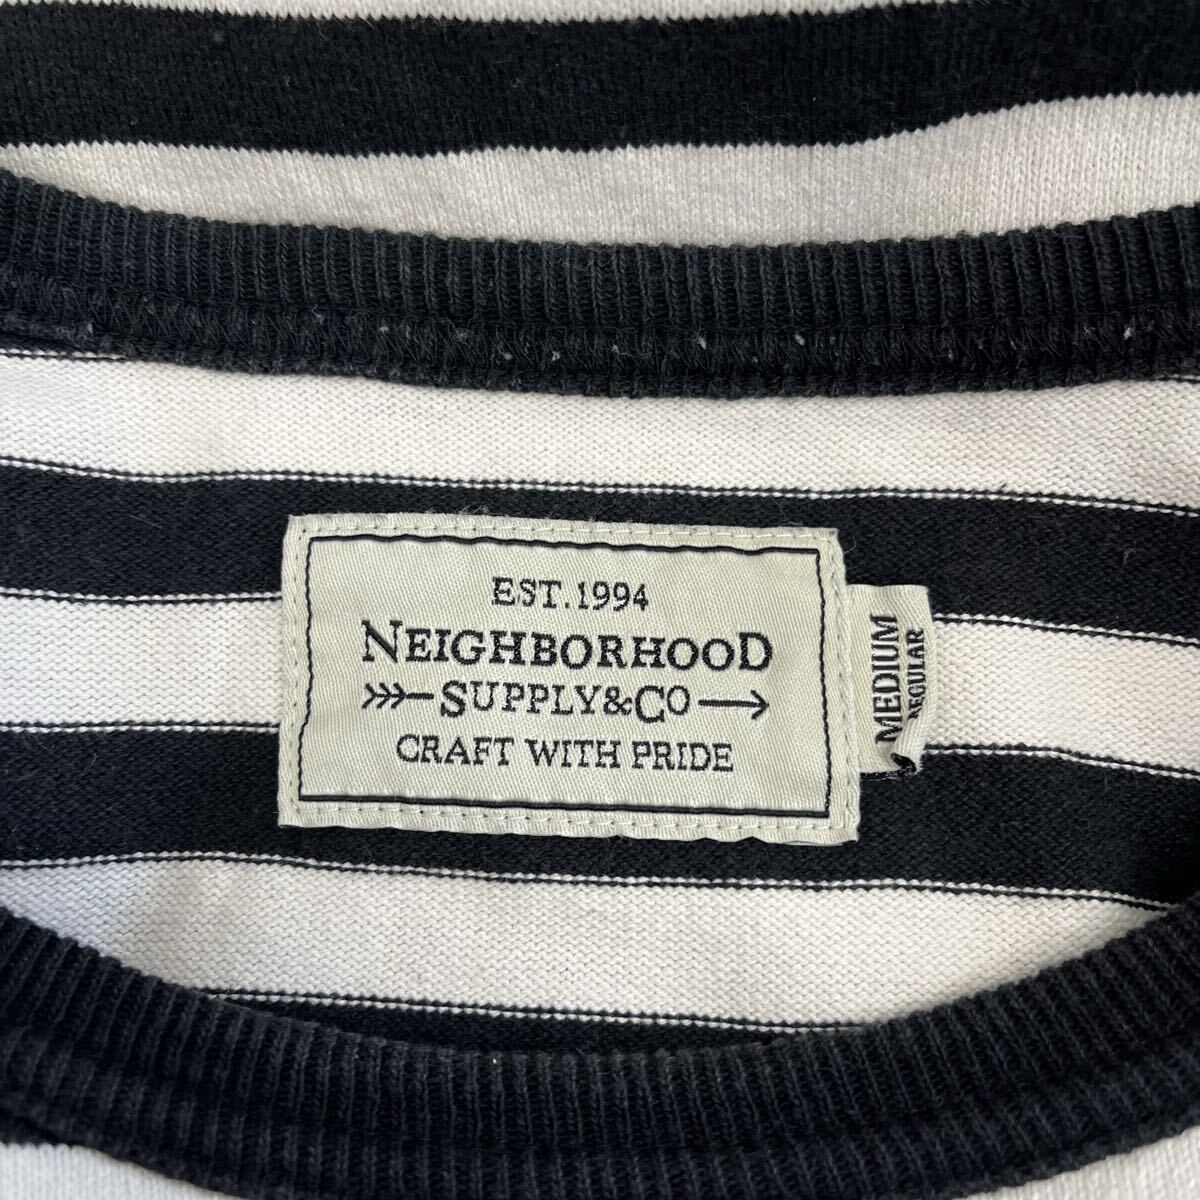 EST.1994
NEIGHBORHOOD
SUPPLY&CO
CRAFT WITH PRIDE
MEDIUM
REGULAR